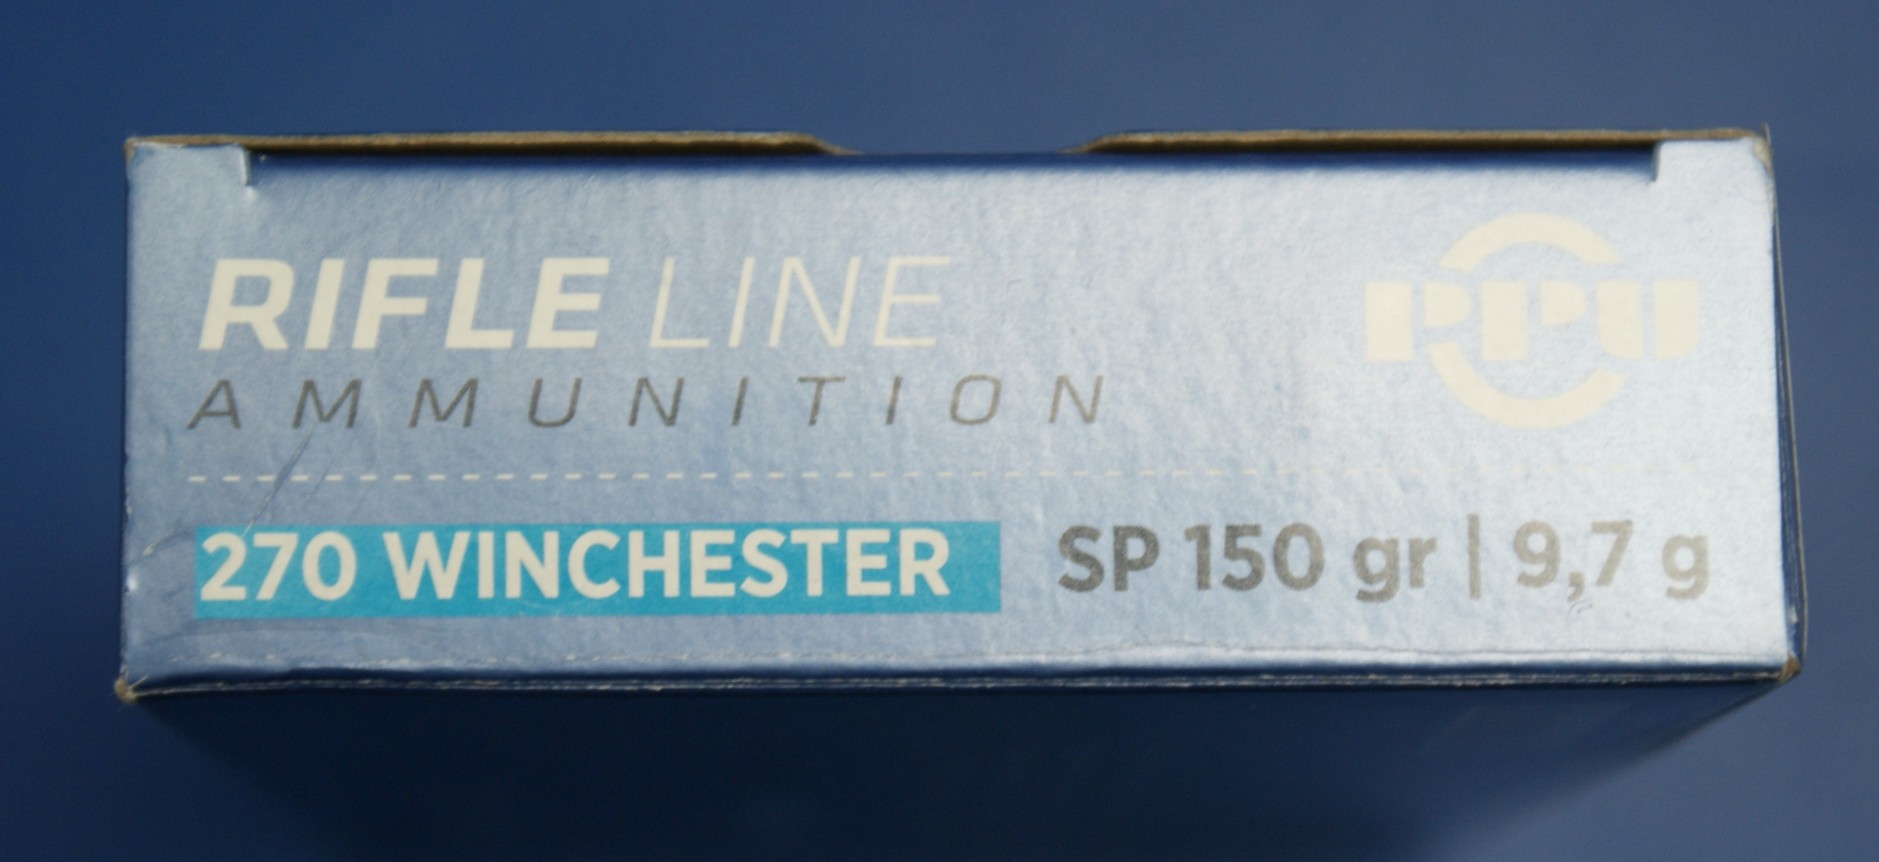 RIFLE LINE
PPU
AMMUNITION
270 WINCHESTER SP 150 gr | 9,7 g